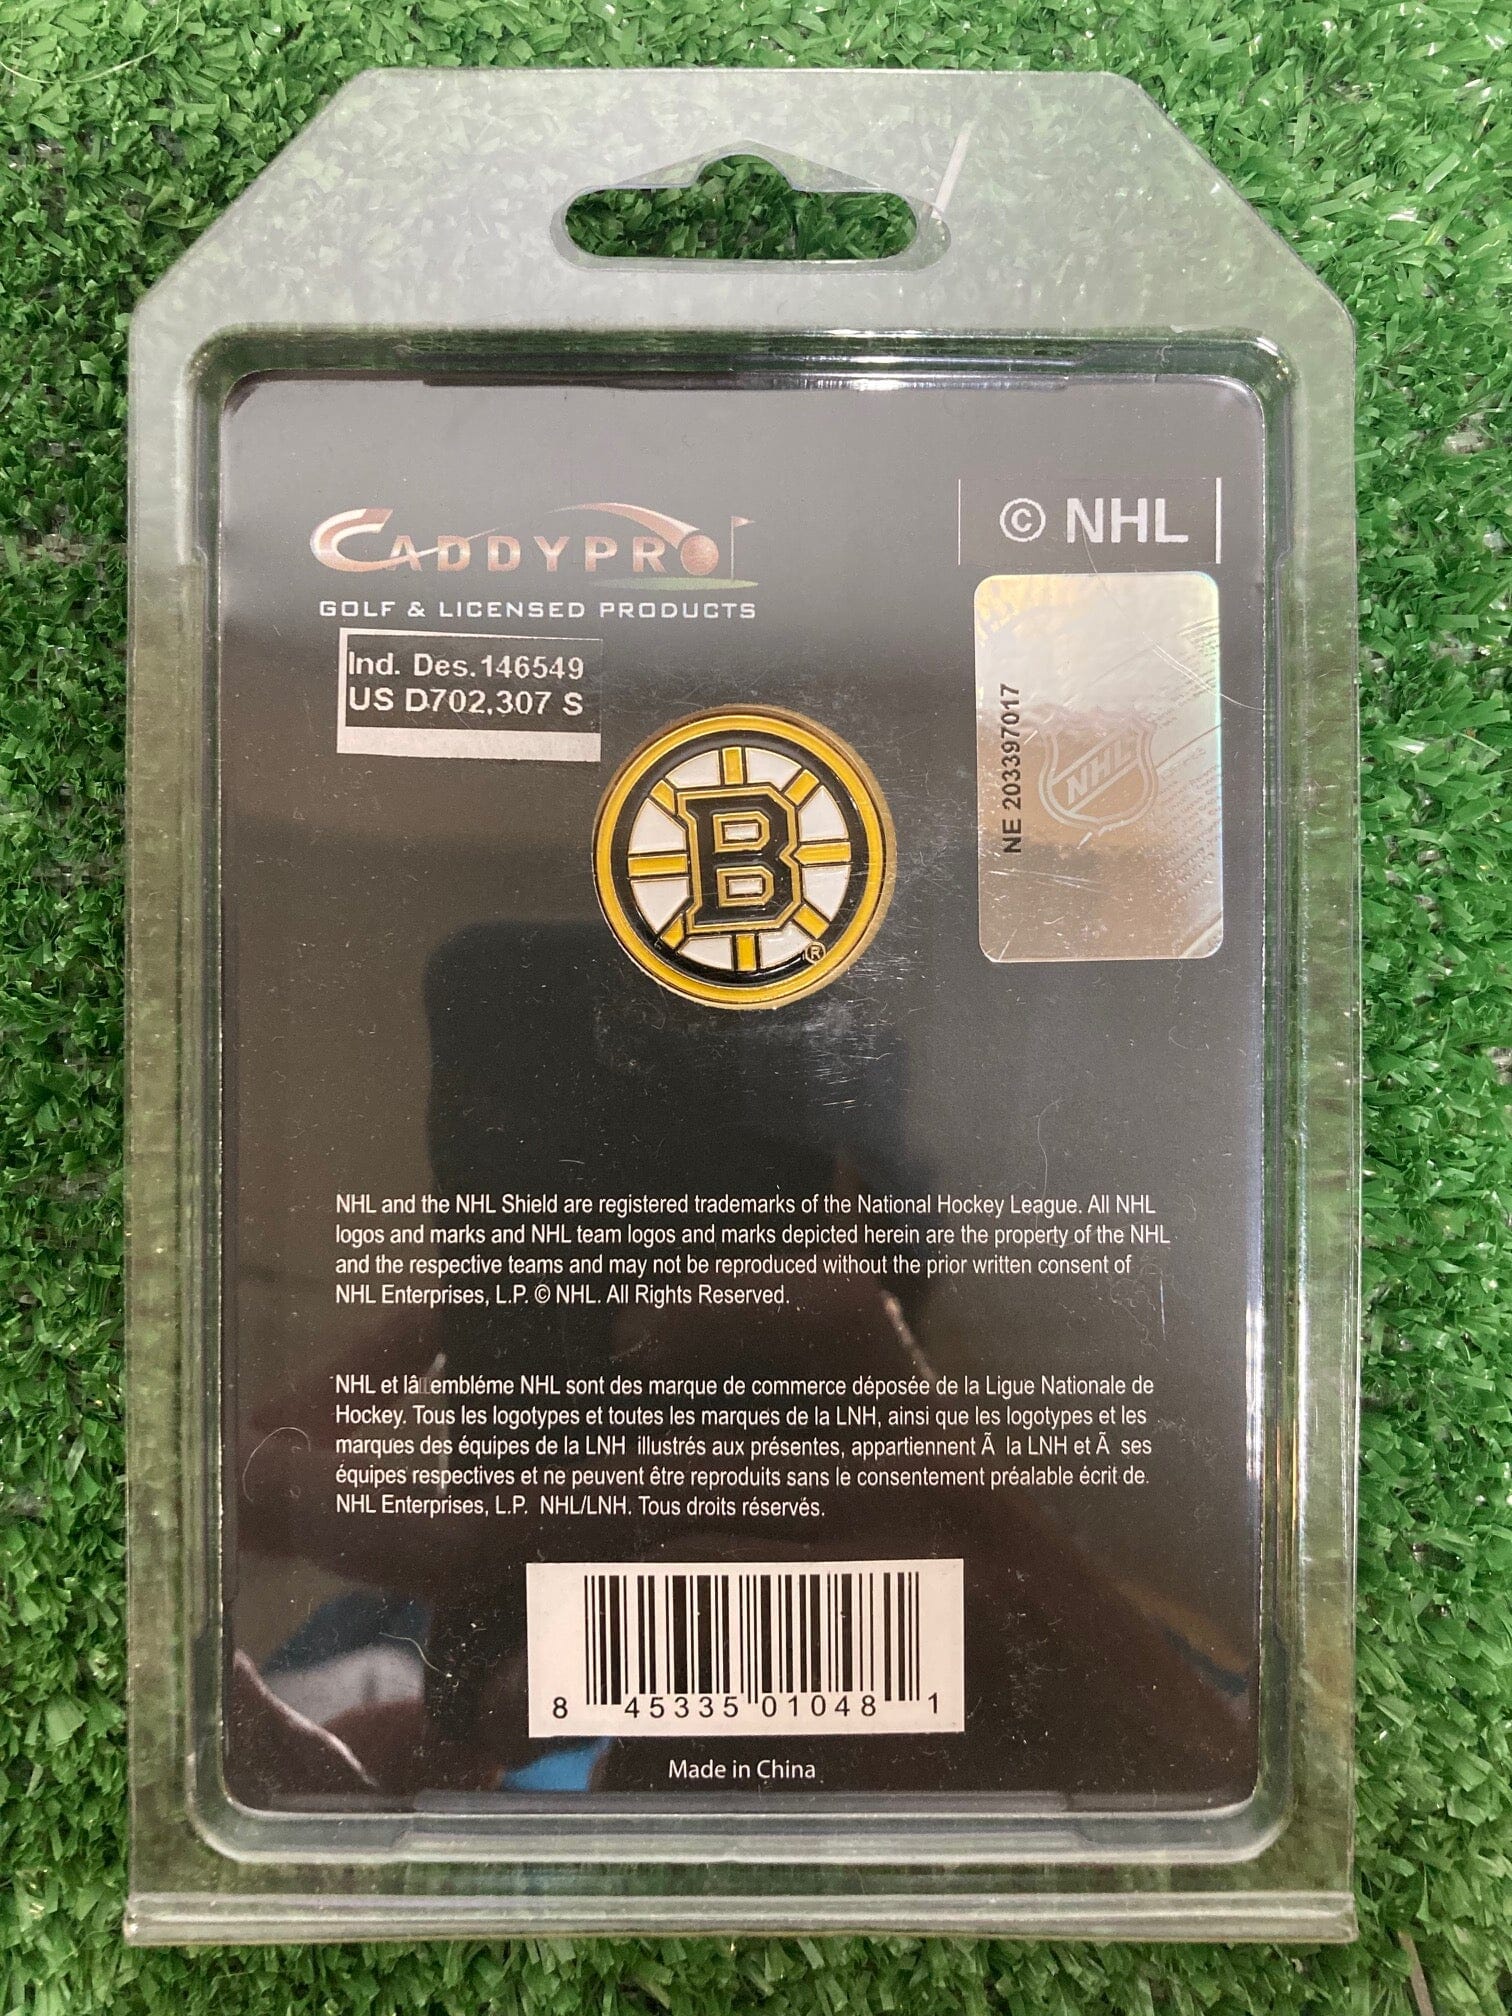 CADDYPRO
GOLF & LICENSED PRODUCTS
© NHL
Ind. Des.146549
US D702,307 S
NE 203397017
NHL
B
®
NHL and the NHL Shield are registered trademarks of the National Hockey League. All NHL
logos and marks and NHL team logos and marks depicted herein are the property of the NHL
and the respective teams and may not be reproduced without the prior written consent of
NHL Enterprises, L.P. © NHL. All Rights Reserved.
NHL et lâ embléme NHL sont des marque de commerce déposée de la Ligue Nationale de
Hockey. Tous les logotypes et toutes les marques de la LNH, ainsi que les logotypes et les
marques des équipes de la LNH illustrés aux présentes, appartiennent Ã la LNH et Ã ses
équipes respectives et ne peuvent être reproduits sans le consentement préalable écrit de.
NHL Enterprises, L.P. NHL/LNH. Tous droits réservés.
8 45335 01048 1
Made in China